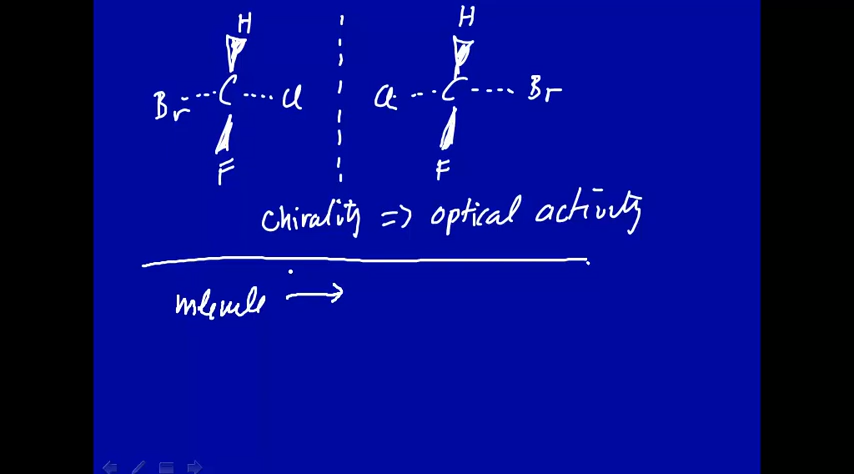 H H
Br C Cl Cl C Br
F F
chirality => optical activity
molecule →